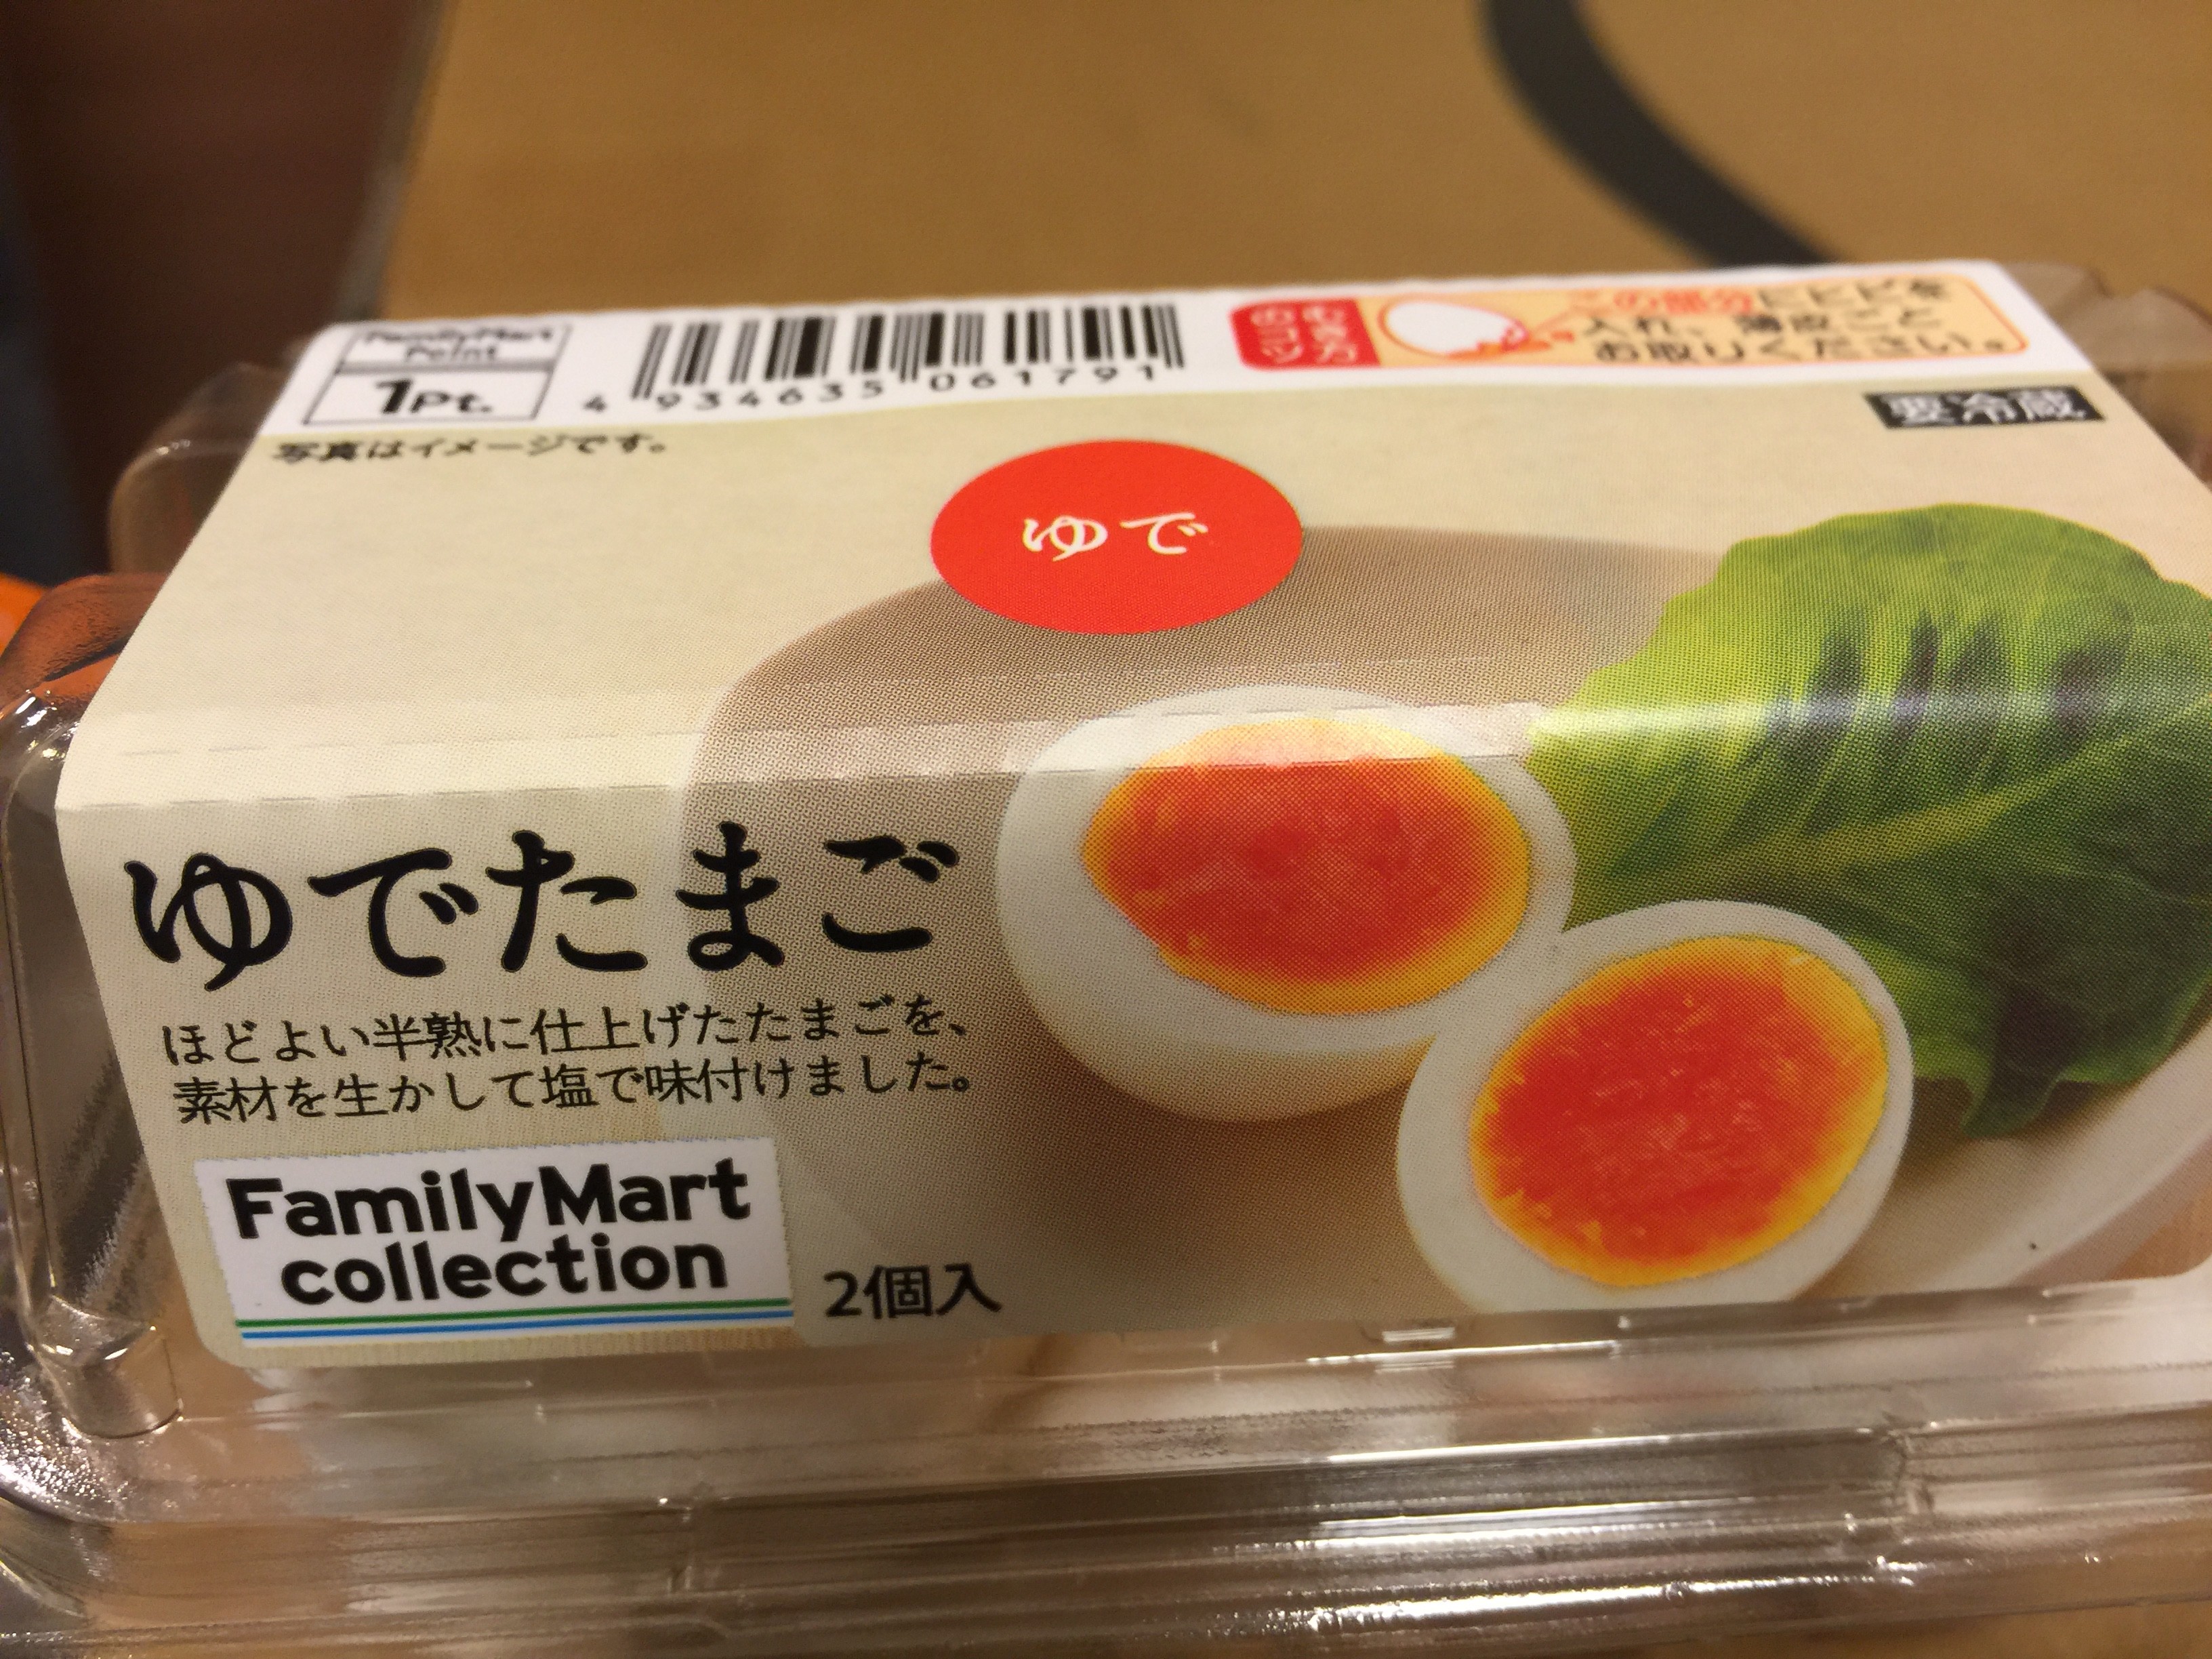 FamilyMart
Point
1Pt.
4 934635 061791
むき方
のコツ
この部分にヒビを
入れ、薄皮ごと
お取りください。
写真はイメージです。
要冷蔵
ゆで
ゆでたまご
ほどよい半熟に仕上げたたまごを、
素材を生かして塩で味付けました。
FamilyMart
collection
2個入